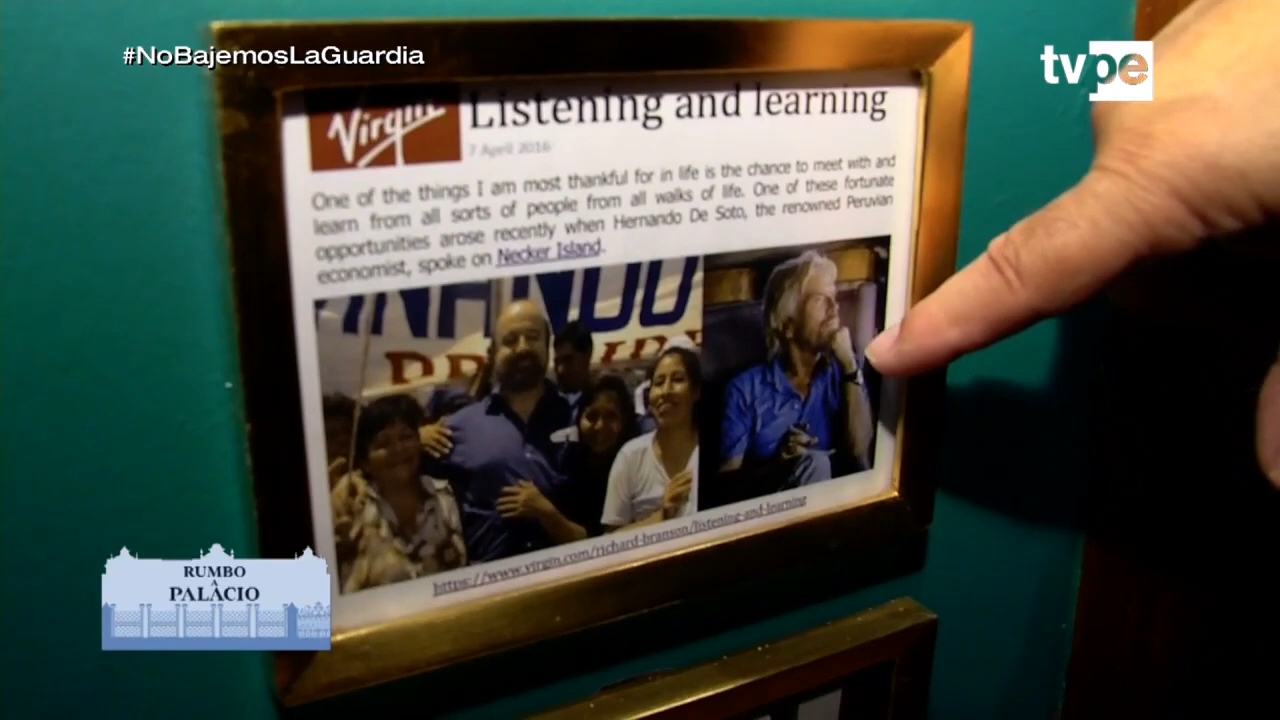 #NoBajemosLaGuardia
tvpe
Virgin
Listening and learning
7 April 2016
One of the things I am most thankful for in life is the chance to meet with and
learn from all sorts of people from all walks of life. One of these fortunate
opportunities arose recently when Hernando De Soto, the renowned Peruvian
economist, spoke on Necker Island.
https://www.virgin.com/richard-branson/listening-and-learning
RUMBO
A
PALACIO